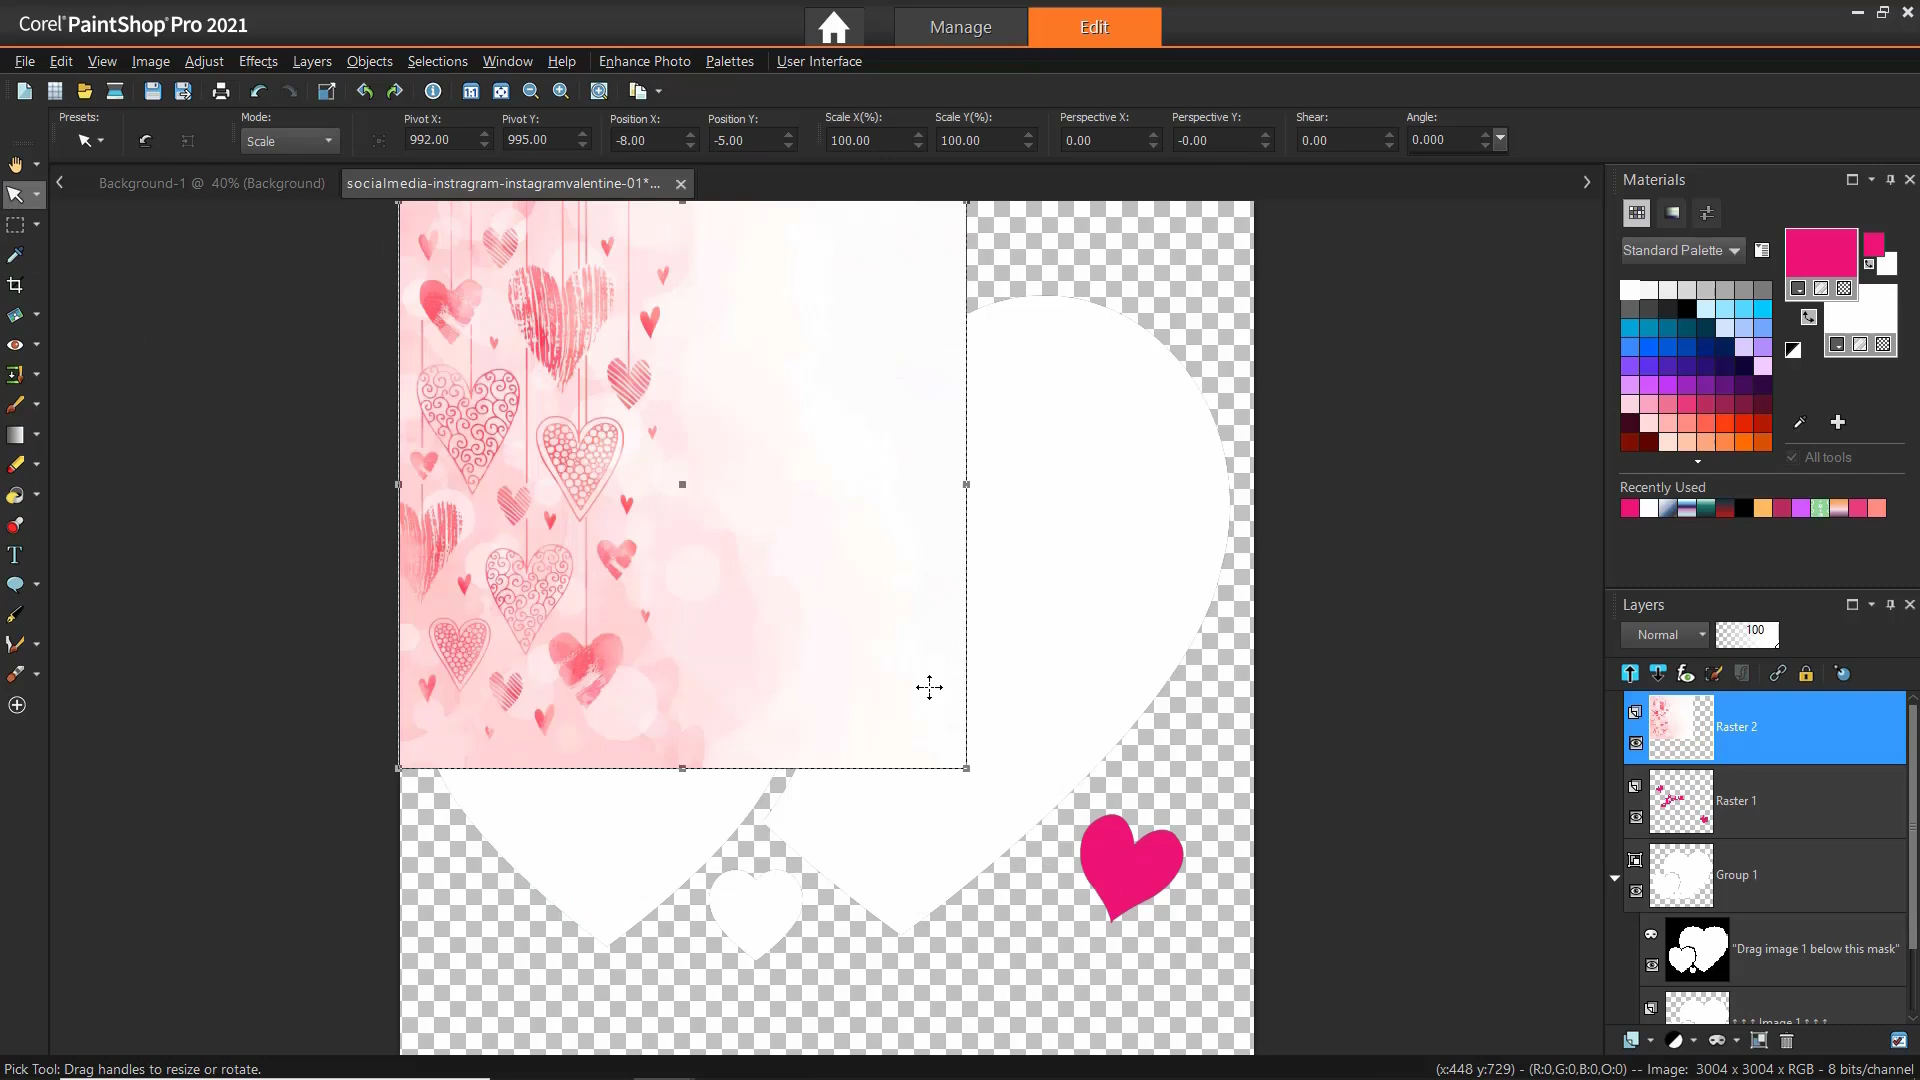 Corel PaintShop Pro 2021
Manage
Edit
File Edit View Image Adjust Effects Layers Objects Selections Window Help Enhance Photo Palettes User Interface
Presets:
Mode:
Scale
Pivot X:
992.00
Pivot Y:
995.00
Position X:
-8.00
Position Y:
-5.00
Scale X(%):
100.00
Scale Y(%):
100.00
Perspective X:
0.00
Perspective Y:
-0.00
Shear:
0.00
Angle:
0.000
Background-1 @ 40% (Background)
socialmedia-instragram-instagramvalentine-01*...
Materials
Standard Palette
All tools
Recently Used
Layers
Normal
100
Raster 2
Raster 1
Group 1
"Drag image 1 below this mask"
↑↑↑ Image 1 ↑↑↑
Pick Tool: Drag handles to resize or rotate.
(x:448 y:729) - (R:0,G:0,B:0,O:0) -- Image: 3004 x 3004 x RGB - 8 bits/channel